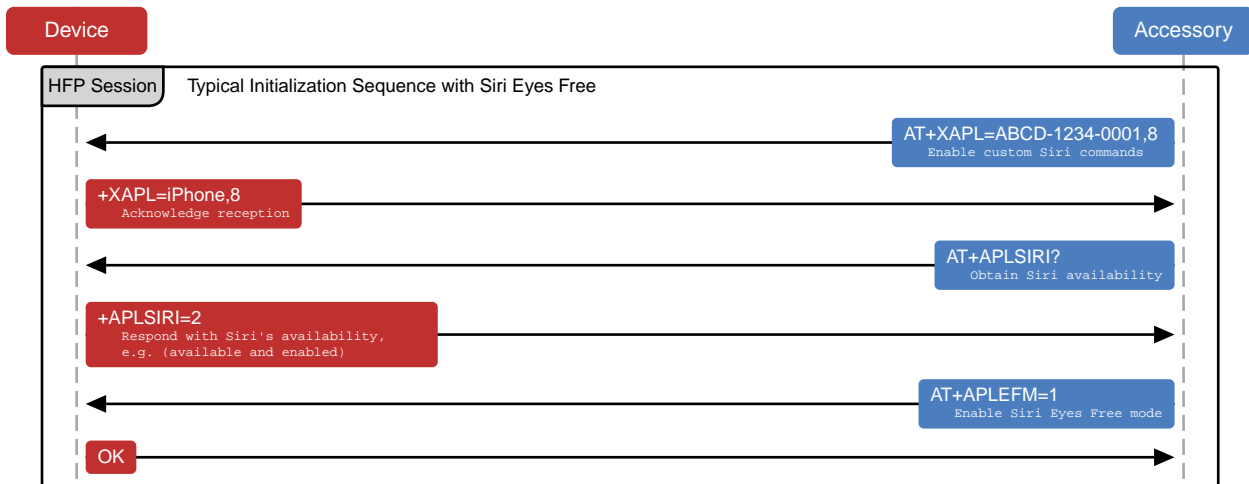 Device
Accessory
HFP Session
Typical Initialization Sequence with Siri Eyes Free
AT+XAPL=ABCD-1234-0001,8
Enable custom Siri commands
+XAPL=iPhone,8
Acknowledge reception
AT+APLSIRI?
Obtain Siri availability
+APLSIRI=2
Respond with Siri's availability,
e.g. (available and enabled)
AT+APLEFM=1
Enable Siri Eyes Free mode
OK